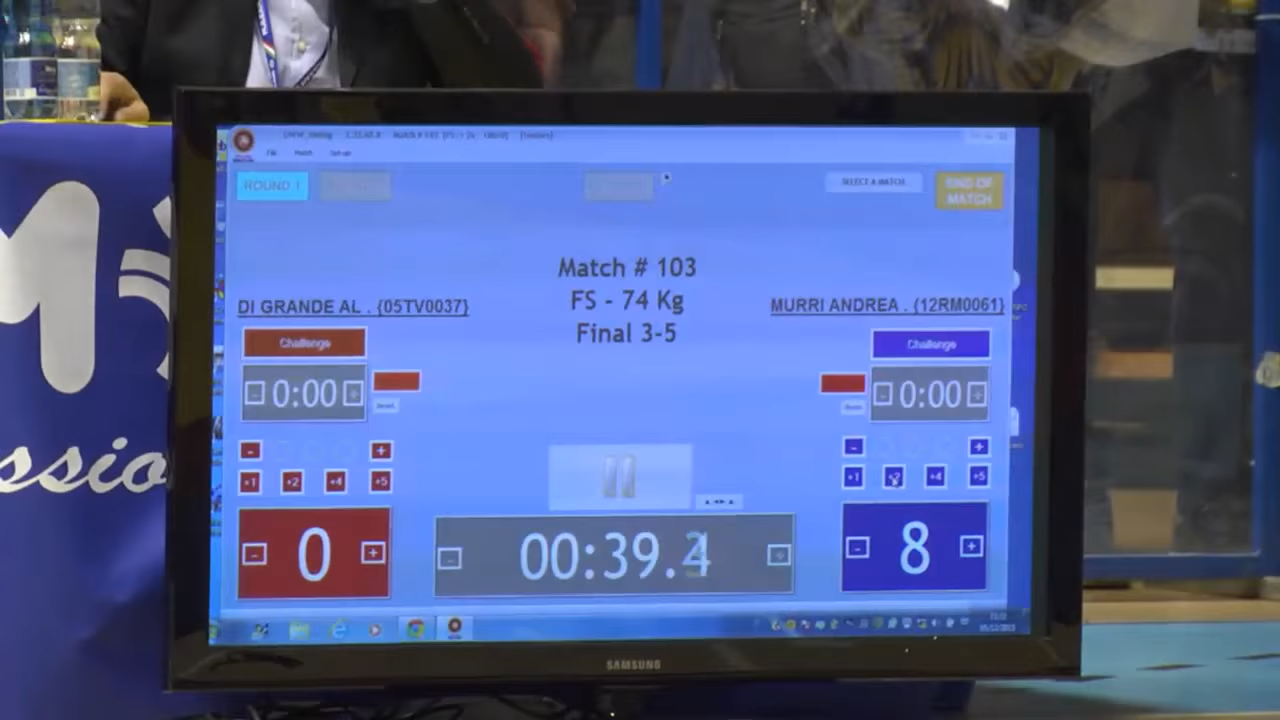 ROUND 1
SELECT A MATCH
END OF
MATCH
Match # 103
FS - 74 Kg
Final 3-5
DI GRANDE AL . {05TV0037}
MURRI ANDREA . {12RM0061}
Challenge
Challenge
- 0:00 +
- 0:00 +
- +
- +
+1 +2 +4 +5
+1 +2 +4 +5
- 0 +
- 00:39. +
- 8 +
SAMSUNG
ssio